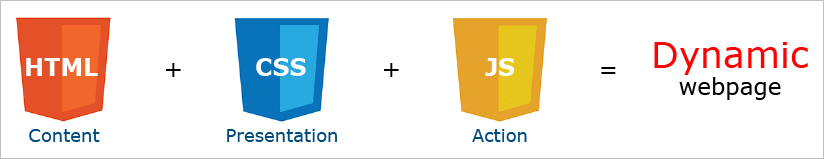 HTML + CSS + JS = Dynamic
webpage
Content Presentation Action